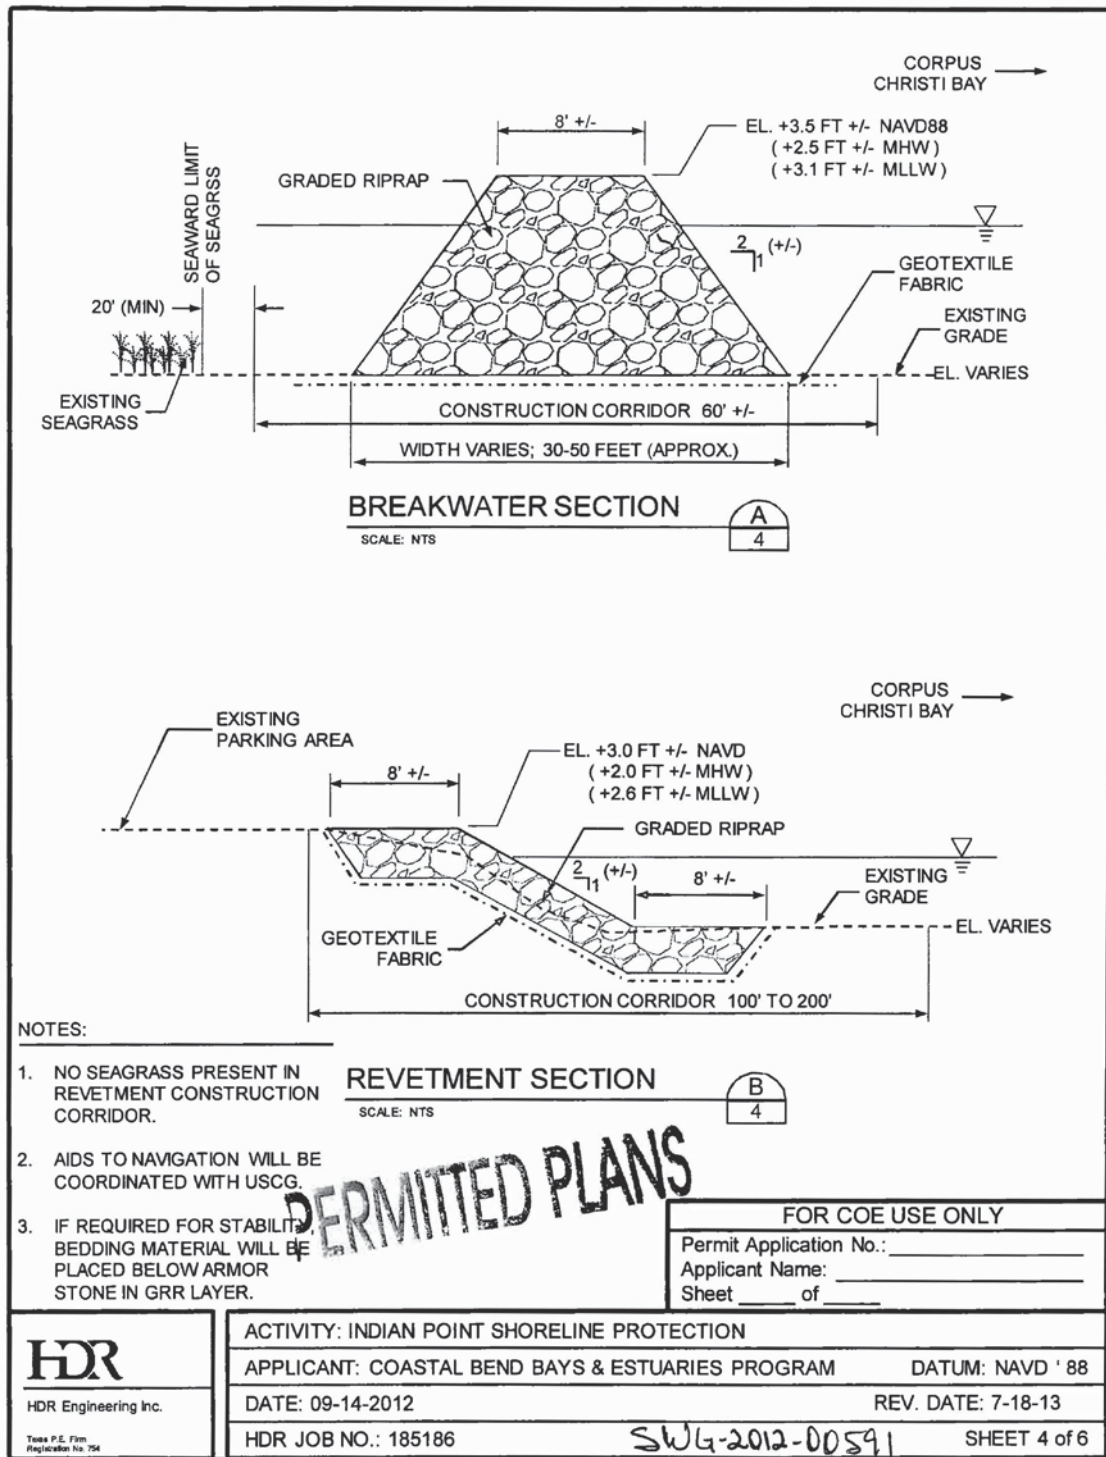 CORPUS
CHRISTI BAY
8' +/-
EL. +3.5 FT +/- NAVD88
( +2.5 FT +/- MHW )
( +3.1 FT +/- MLLW )
GRADED RIPRAP
SEAWARD LIMIT
OF SEAGRSS
2
1 (+/-)
GEOTEXTILE
FABRIC
20' (MIN)
EXISTING
GRADE
EL. VARIES
EXISTING
SEAGRASS
CONSTRUCTION CORRIDOR 60' +/-
WIDTH VARIES; 30-50 FEET (APPROX.)
BREAKWATER SECTION
SCALE: NTS
A
4
CORPUS
CHRISTI BAY
EXISTING
PARKING AREA
EL. +3.0 FT +/- NAVD
( +2.0 FT +/- MHW )
( +2.6 FT +/- MLLW )
8' +/-
GRADED RIPRAP
2
1 (+/-)
8' +/-
EXISTING
GRADE
EL. VARIES
GEOTEXTILE
FABRIC
CONSTRUCTION CORRIDOR 100' TO 200'
NOTES:
1. NO SEAGRASS PRESENT IN
REVETMENT CONSTRUCTION
CORRIDOR.
2. AIDS TO NAVIGATION WILL BE
COORDINATED WITH USCG.
3. IF REQUIRED FOR STABILITY,
BEDDING MATERIAL WILL BE
PLACED BELOW ARMOR
STONE IN GRR LAYER.
REVETMENT SECTION
SCALE: NTS
B
4
PERMITTED PLANS
FOR COE USE ONLY
Permit Application No.:
Applicant Name:
Sheet of
HDR
HDR Engineering Inc.
Texas P.E. Firm
Registration No. 754
ACTIVITY: INDIAN POINT SHORELINE PROTECTION
APPLICANT: COASTAL BEND BAYS & ESTUARIES PROGRAM DATUM: NAVD ' 88
DATE: 09-14-2012 REV. DATE: 7-18-13
HDR JOB NO.: 185186 SWG-2012-00591 SHEET 4 of 6